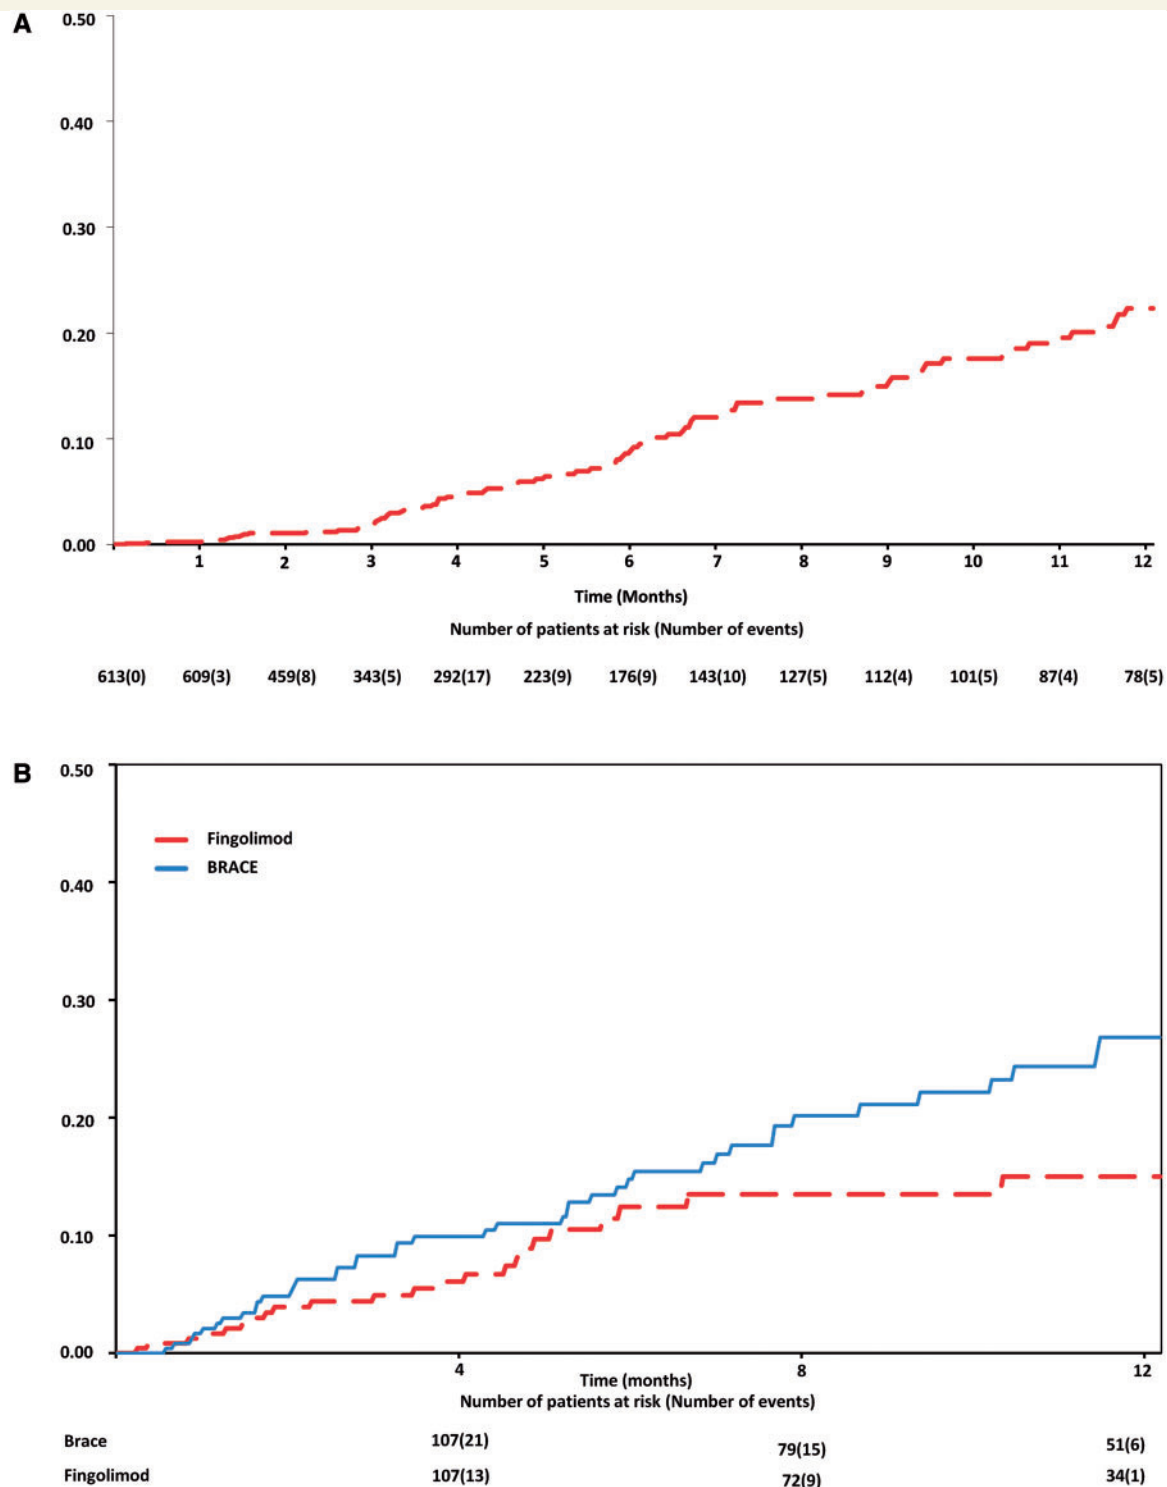 A
0.50
0.40
0.30
0.20
0.10
0.00
1 2 3 4 5 6 7 8 9 10 11 12
Time (Months)
Number of patients at risk (Number of events)
613(0) 609(3) 459(8) 343(5) 292(17) 223(9) 176(9) 143(10) 127(5) 112(4) 101(5) 87(4) 78(5)
B
0.50
Fingolimod
BRACE
0.40
0.30
0.20
0.10
0.00
4 8 12
Time (months)
Number of patients at risk (Number of events)
Brace 107(21) 79(15) 51(6)
Fingolimod 107(13) 72(9) 34(1)